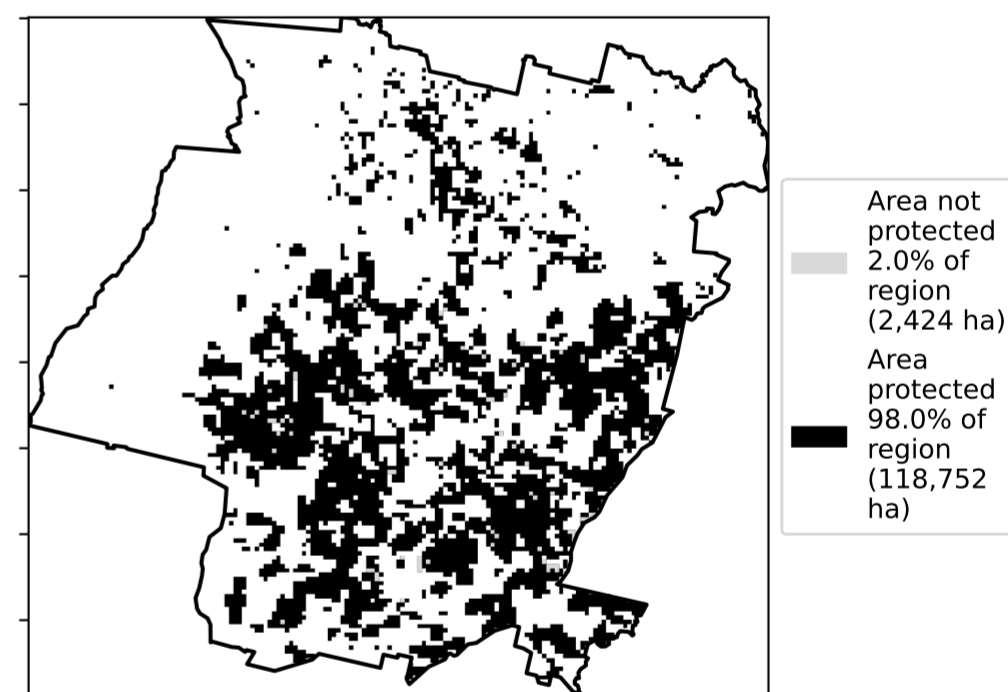 Area not
protected
2.0% of
region
(2,424 ha)
Area
protected
98.0% of
region
(118,752
ha)